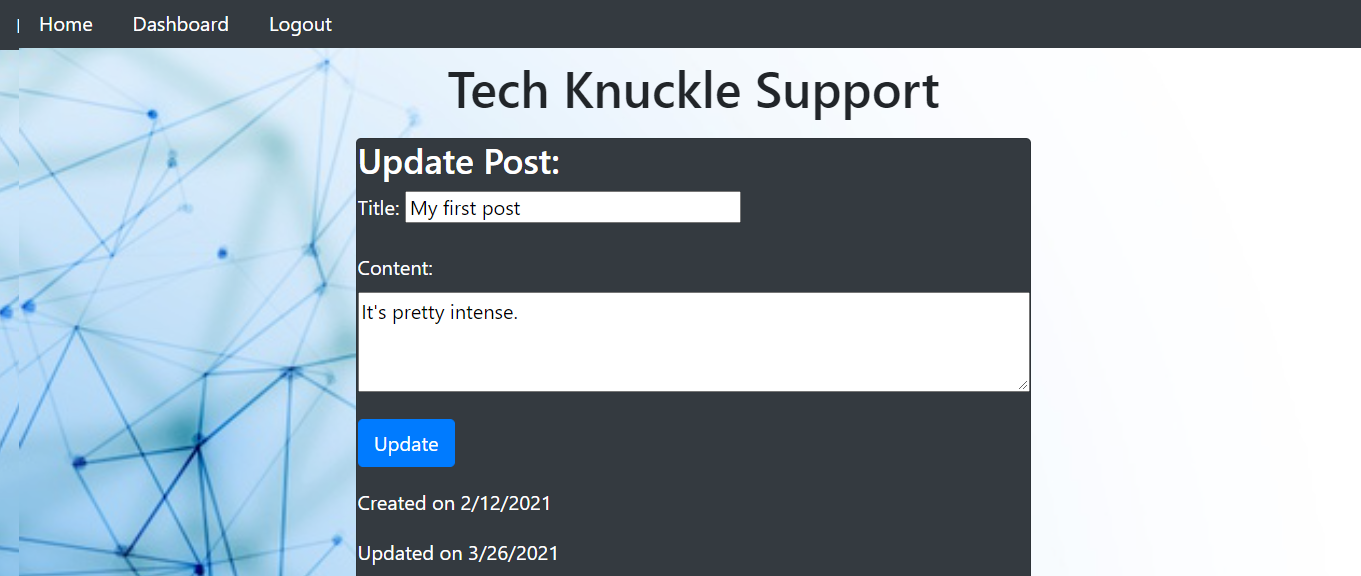 | Home Dashboard Logout
Tech Knuckle Support
Update Post:
Title: My first post
Content:
It's pretty intense.
Update
Created on 2/12/2021
Updated on 3/26/2021